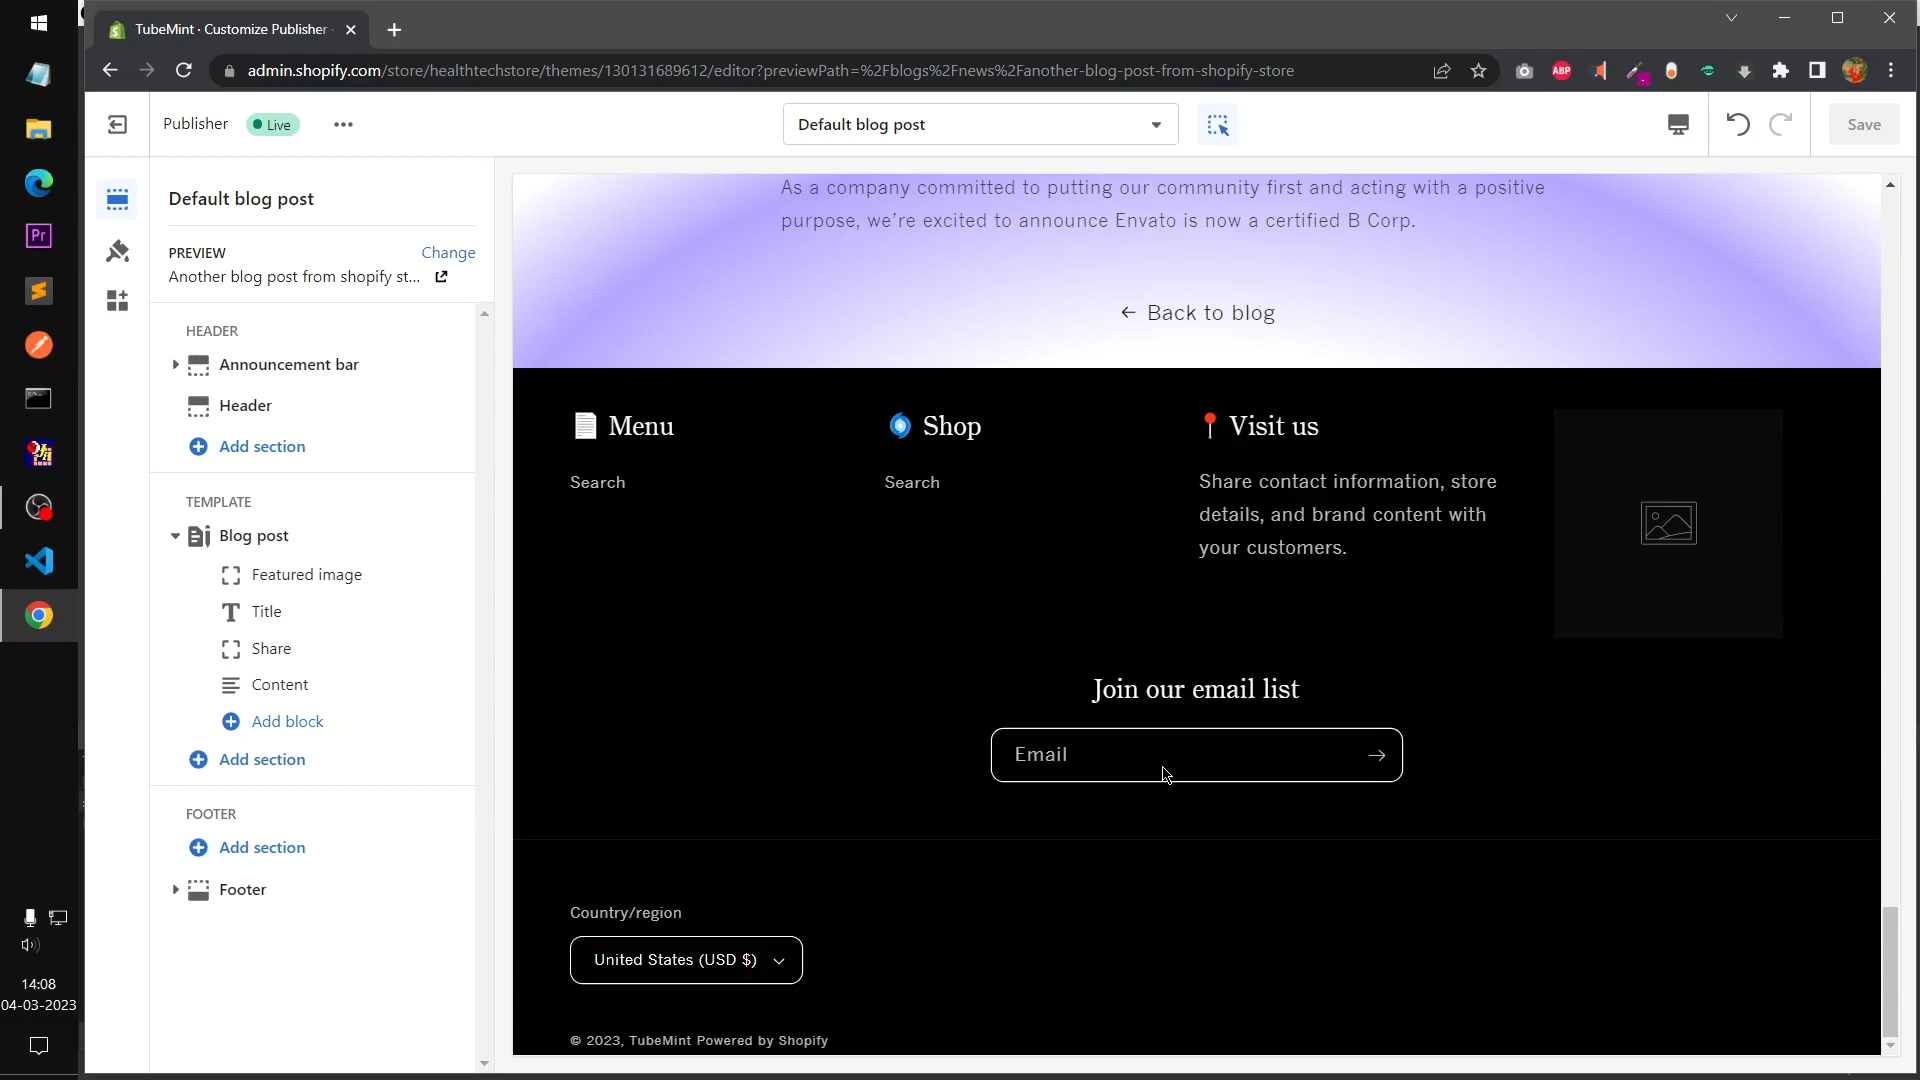 TubeMint · Customize Publisher
admin.shopify.com/store/healthtechstore/themes/130131689612/editor?previewPath=%2Fblogs%2Fnews%2Fanother-blog-post-from-shopify-store
ABP
Publisher
Live
Default blog post
Save
Default blog post
PREVIEW
Change
Another blog post from shopify st...
HEADER
Announcement bar
Header
Add section
TEMPLATE
Blog post
Featured image
Title
Share
Content
Add block
Add section
FOOTER
Add section
Footer
As a company committed to putting our community first and acting with a positive
purpose, we’re excited to announce Envato is now a certified B Corp.
← Back to blog
Menu
Search
Shop
Search
Visit us
Share contact information, store
details, and brand content with
your customers.
Join our email list
Email
Country/region
United States (USD $)
© 2023, TubeMint Powered by Shopify
Pr
14:08
04-03-2023